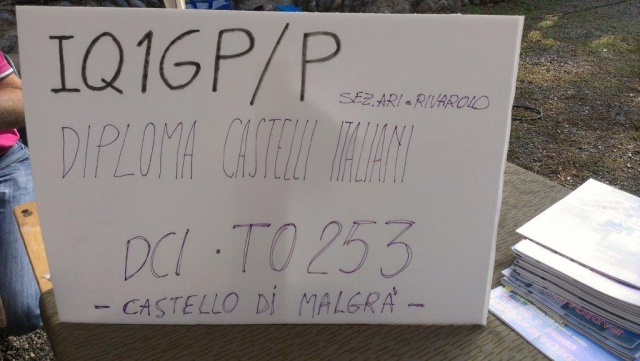 IQ1GP/P
SEZ. ARI - RIVAROLO
DIPLOMA CASTELLI ITALIANI
DCI · TO 253
- CASTELLO DI MALGRÀ -